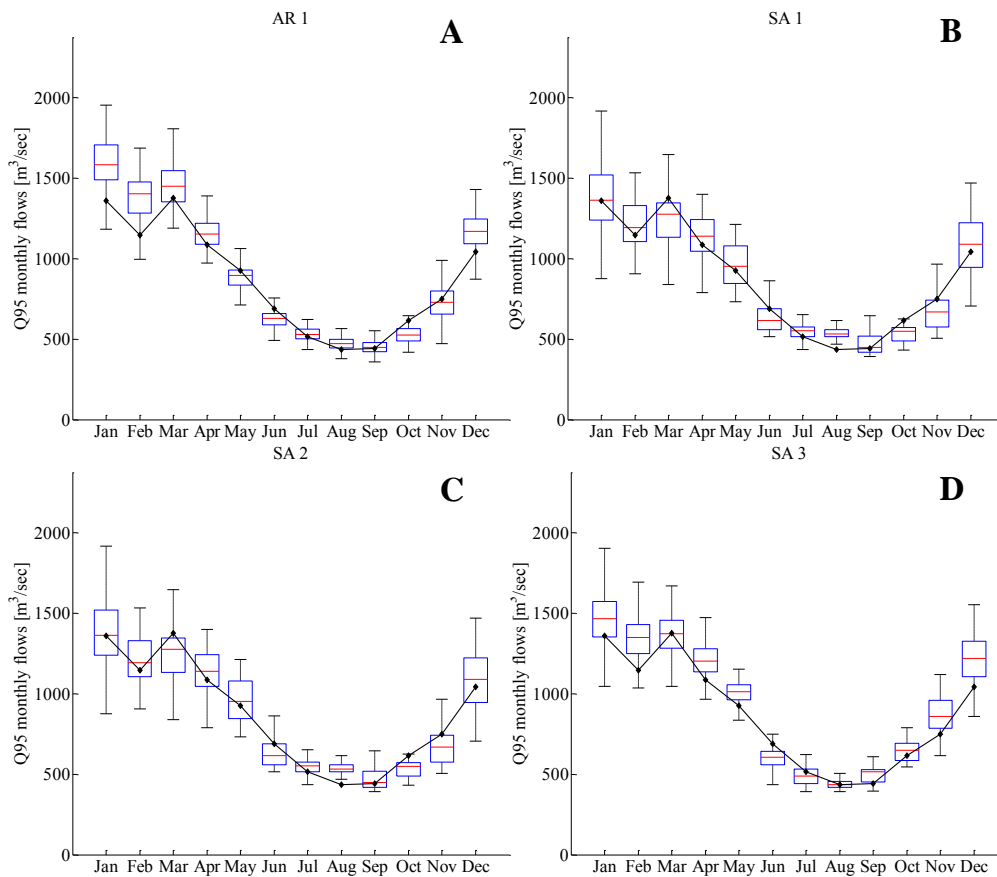 AR 1
A
Q95 monthly flows [m³/sec]
2000
1500
1000
500
0
Jan Feb Mar Apr May Jun Jul Aug Sep Oct Nov Dec
SA 1
B
Q95 monthly flows [m³/sec]
2000
1500
1000
500
0
Jan Feb Mar Apr May Jun Jul Aug Sep Oct Nov Dec
SA 2
C
Q95 monthly flows [m³/sec]
2000
1500
1000
500
0
Jan Feb Mar Apr May Jun Jul Aug Sep Oct Nov Dec
SA 3
D
Q95 monthly flows [m³/sec]
2000
1500
1000
500
0
Jan Feb Mar Apr May Jun Jul Aug Sep Oct Nov Dec